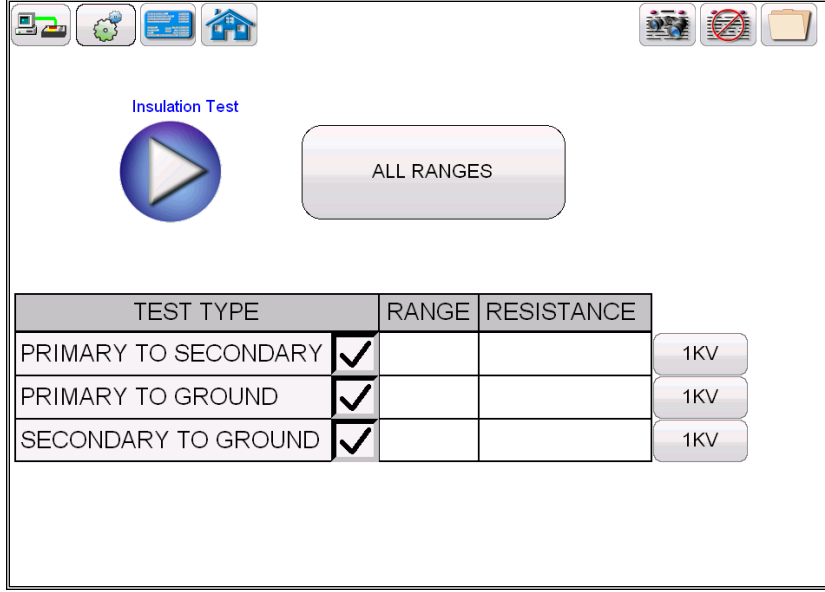 Insulation Test
ALL RANGES
TEST TYPE RANGE RESISTANCE
PRIMARY TO SECONDARY 1KV
PRIMARY TO GROUND 1KV
SECONDARY TO GROUND 1KV